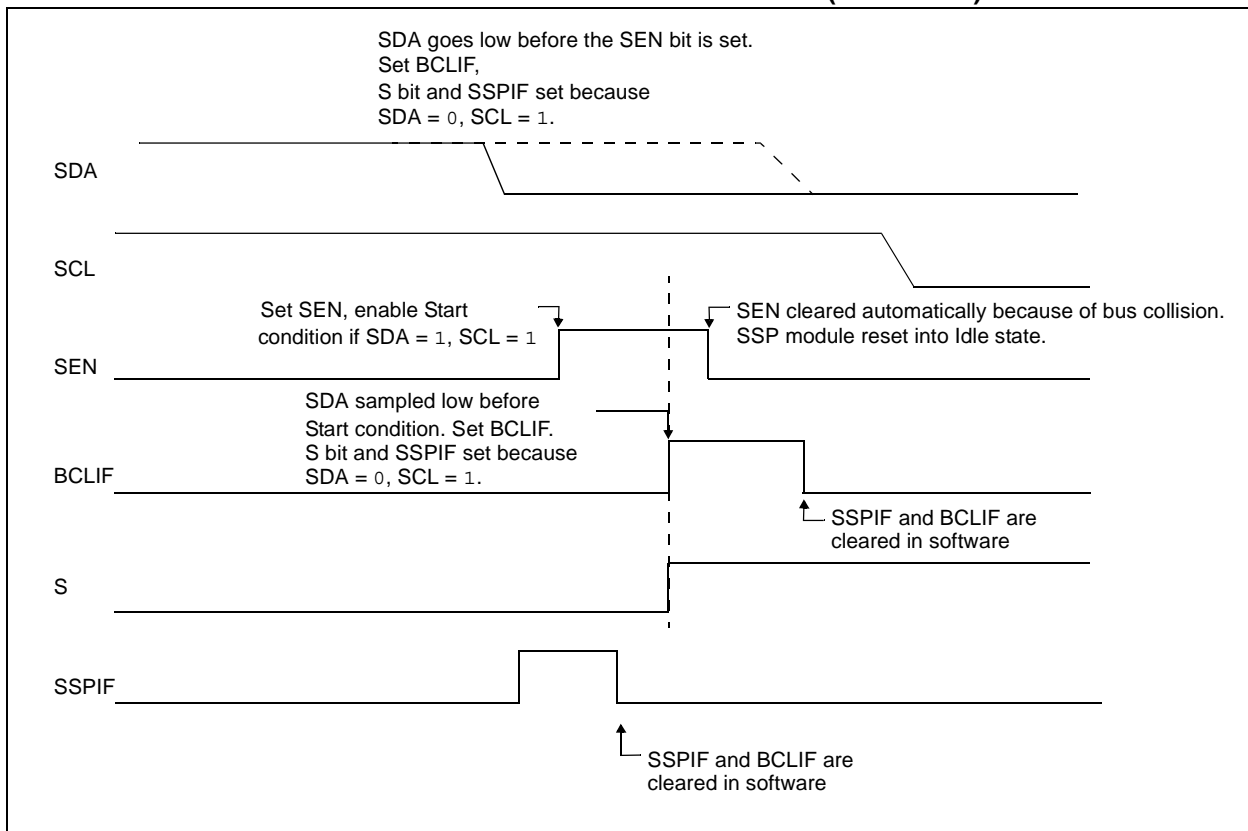 SDA goes low before the SEN bit is set.
Set BCLIF,
S bit and SSPIF set because
SDA = 0, SCL = 1.
SDA
SCL
Set SEN, enable Start
condition if SDA = 1, SCL = 1
SEN cleared automatically because of bus collision.
SSP module reset into Idle state.
SEN
SDA sampled low before
Start condition. Set BCLIF.
S bit and SSPIF set because
SDA = 0, SCL = 1.
BCLIF
SSPIF and BCLIF are
cleared in software
S
SSPIF
SSPIF and BCLIF are
cleared in software